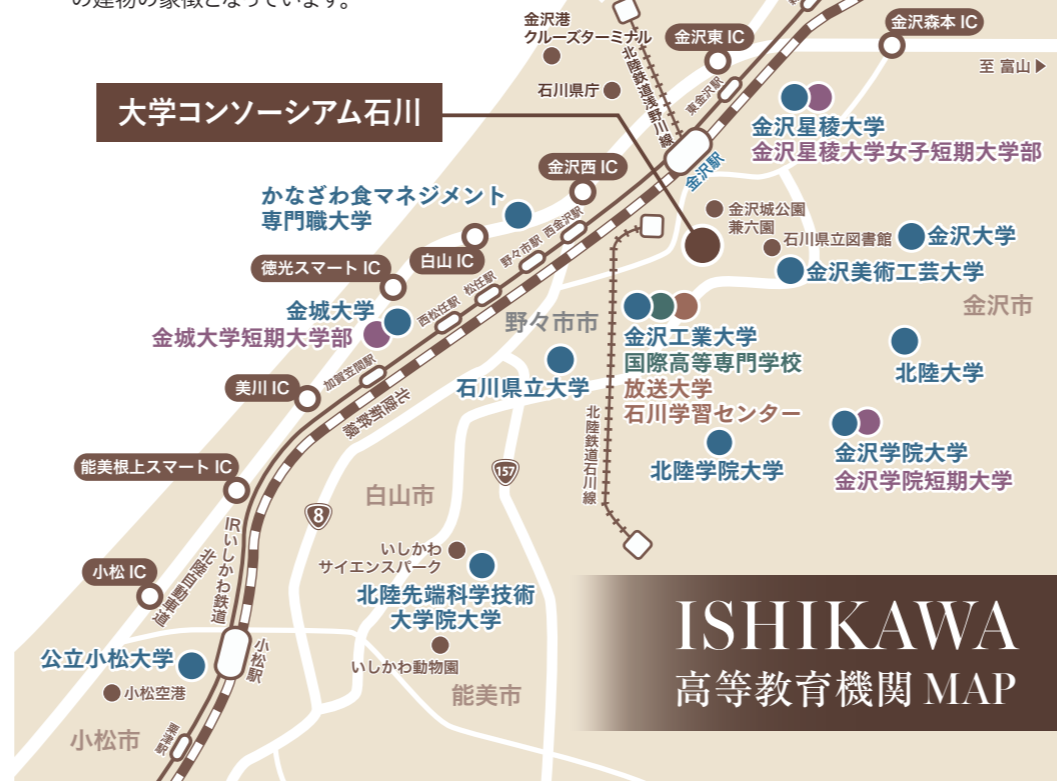 の建物の象徴となっています。
金沢港
クルーズターミナル
金沢東 IC
金沢森本 IC
至 富山
石川県庁
北陸鉄道浅野川線
東金沢駅
大学コンソーシアム石川
金沢星稜大学
金沢星稜大学女子短期大学部
金沢駅
金沢西 IC
かなざわ食マネジメント
専門職大学
西金沢駅
野々市駅
金沢城公園
兼六園
石川県立図書館
金沢大学
白山 IC
徳光スマート IC
松任駅
西松任駅
金沢美術工芸大学
金沢市
金城大学
金城大学短期大学部
野々市市
金沢工業大学
国際高等専門学校
放送大学
石川学習センター
北陸大学
石川県立大学
加賀笠間駅
美川 IC
北陸新幹線
北陸鉄道石川線
金沢学院大学
金沢学院短期大学
北陸学院大学
能美根上スマート IC
白山市
157
8
IRいしかわ鉄道
北陸自動車道
いしかわ
サイエンスパーク
小松 IC
北陸先端科学技術
大学院大学
いしかわ動物園
公立小松大学
小松駅
小松空港
能美市
小松市
粟津駅
ISHIKAWA
高等教育機関 MAP